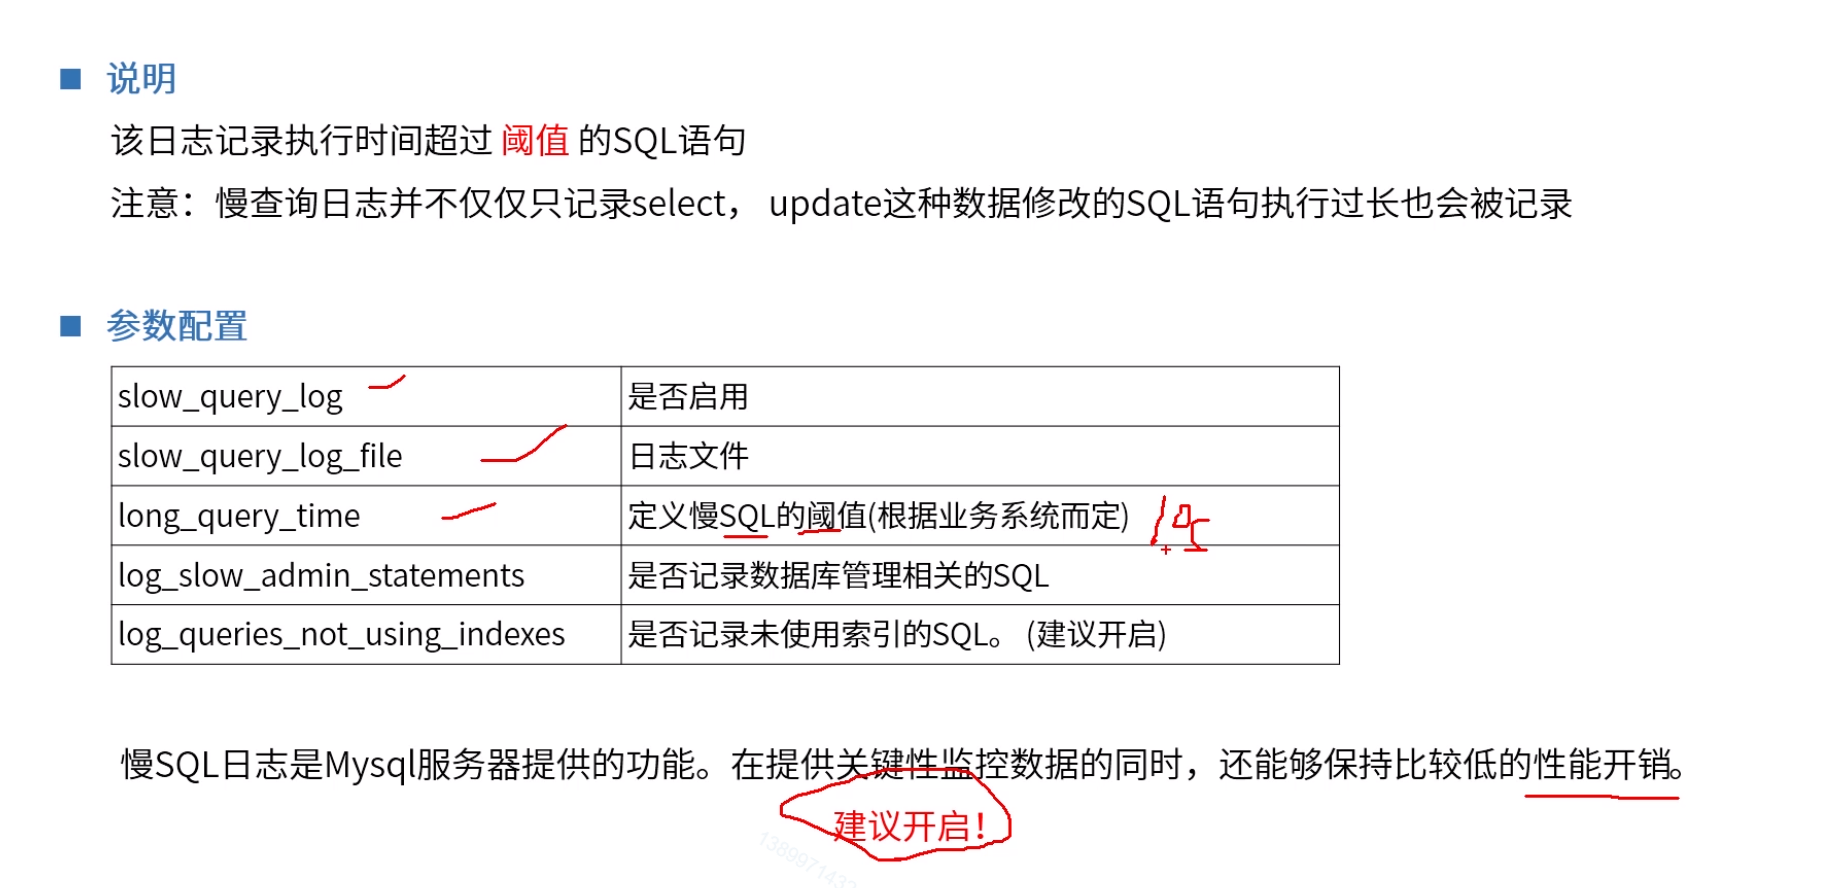 说明
该日志记录执行时间超过 阈值 的SQL语句
注意：慢查询日志并不仅仅只记录select， update这种数据修改的SQL语句执行过长也会被记录
参数配置
slow_query_log 是否启用
slow_query_log_file 日志文件
long_query_time 定义慢SQL的阈值(根据业务系统而定)
log_slow_admin_statements 是否记录数据库管理相关的SQL
log_queries_not_using_indexes 是否记录未使用索引的SQL。 (建议开启)
慢SQL日志是Mysql服务器提供的功能。在提供关键性监控数据的同时，还能够保持比较低的性能开销。
建议开启！